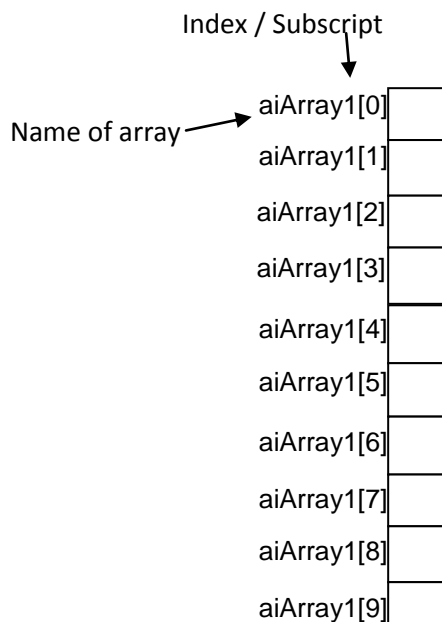 Index / Subscript
aiArray1[0]
Name of array
aiArray1[1]
aiArray1[2]
aiArray1[3]
aiArray1[4]
aiArray1[5]
aiArray1[6]
aiArray1[7]
aiArray1[8]
aiArray1[9]